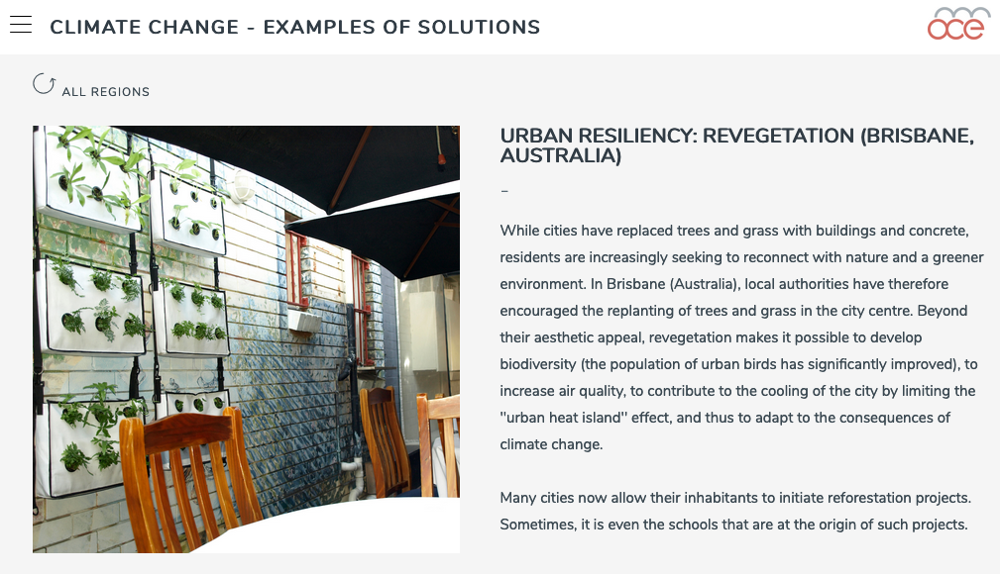 CLIMATE CHANGE - EXAMPLES OF SOLUTIONS
oce
ALL REGIONS
URBAN RESILIENCY: REVEGETATION (BRISBANE,
AUSTRALIA)
–
While cities have replaced trees and grass with buildings and concrete,
residents are increasingly seeking to reconnect with nature and a greener
environment. In Brisbane (Australia), local authorities have therefore
encouraged the replanting of trees and grass in the city centre. Beyond
their aesthetic appeal, revegetation makes it possible to develop
biodiversity (the population of urban birds has significantly improved), to
increase air quality, to contribute to the cooling of the city by limiting the
"urban heat island" effect, and thus to adapt to the consequences of
climate change.
Many cities now allow their inhabitants to initiate reforestation projects.
Sometimes, it is even the schools that are at the origin of such projects.